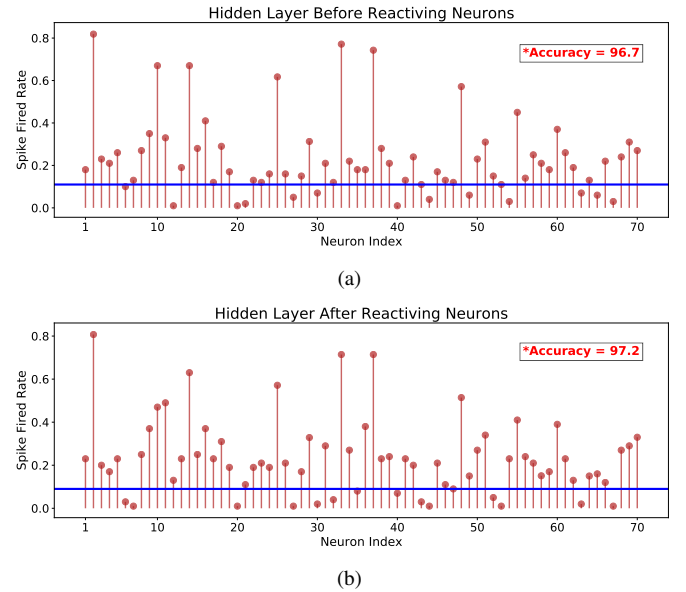 Hidden Layer Before Reactiving Neurons
*Accuracy = 96.7
Spike Fired Rate
0.8
0.6
0.4
0.2
0.0
1 10 20 30 40 50 60 70
Neuron Index
(a)
Hidden Layer After Reactiving Neurons
*Accuracy = 97.2
Spike Fired Rate
0.8
0.6
0.4
0.2
0.0
1 10 20 30 40 50 60 70
Neuron Index
(b)